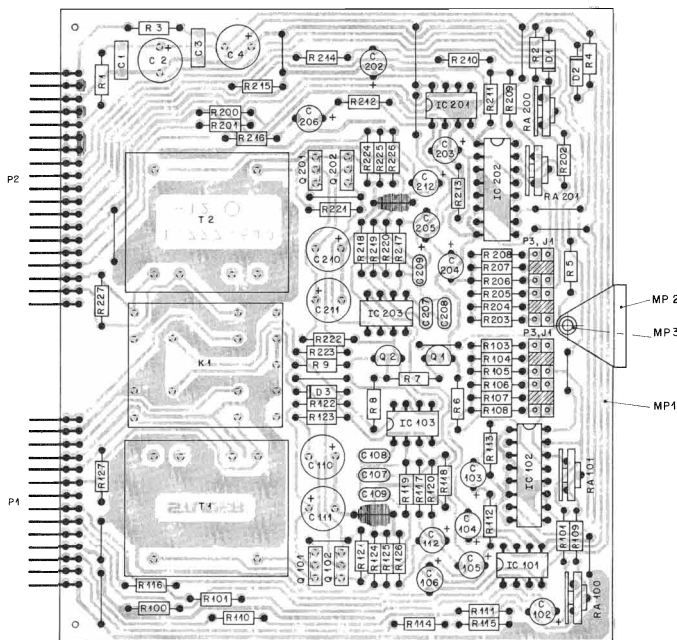 R 3
C 1
C 2
C 3
C 4
R 1
R 214
C 202
R 210
R 2
D 1
D 2
R 4
R 215
R 212
IC 201
R 211
R 209
RA 200
R 200
R 201
C 206
R 216
R 224
R 225
R 226
C 203
IC 202
R 202
Q 201
Q 202
C 212
R 213
RA 201
P2
T 2
R 221
C 205
P3, J1
C 210
R 218
R 219
R 220
R 217
C 209
C 204
R 208
R 207
R 206
R 205
R 204
R 203
R 5
R 227
C 211
IC 203
C 207
C 208
MP 2
MP 3
P3, J1
K 1
R 222
R 223
R 9
Q 2
Q 1
R 103
R 104
R 105
R 106
R 107
R 108
D 3
R 122
R 123
R 7
R 8
R 6
MP 1
IC 103
P1
R 127
C 110
C 108
C 107
C 109
R 119
R 117
R 120
R 118
R 113
C 103
IC 102
RA 101
T 1
STUDER
C 111
C 104
R 112
R 101
R 109
Q 101
Q 102
R 121
R 124
R 125
R 126
C 112
C 105
IC 101
C 106
RA 100
R 116
R 101
R 100
R 110
R 114
R 111
R 115
C 102